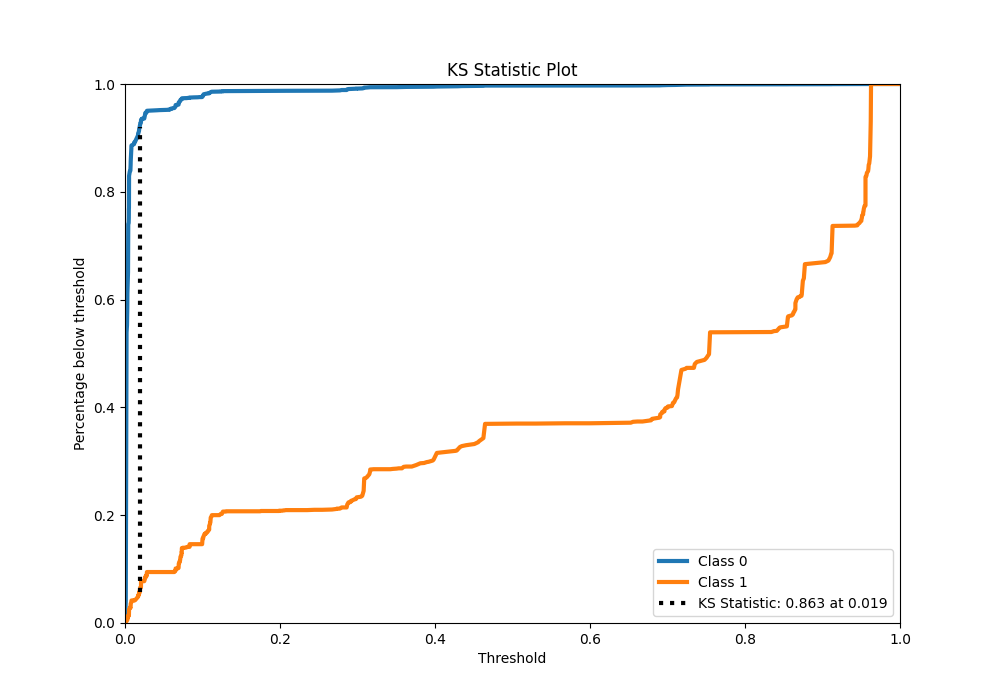 KS Statistic Plot
1.0
0.8
0.6
0.4
0.2
0.0
Percentage below threshold
0.0 0.2 0.4 0.6 0.8 1.0
Threshold
Class 0
Class 1
KS Statistic: 0.863 at 0.019